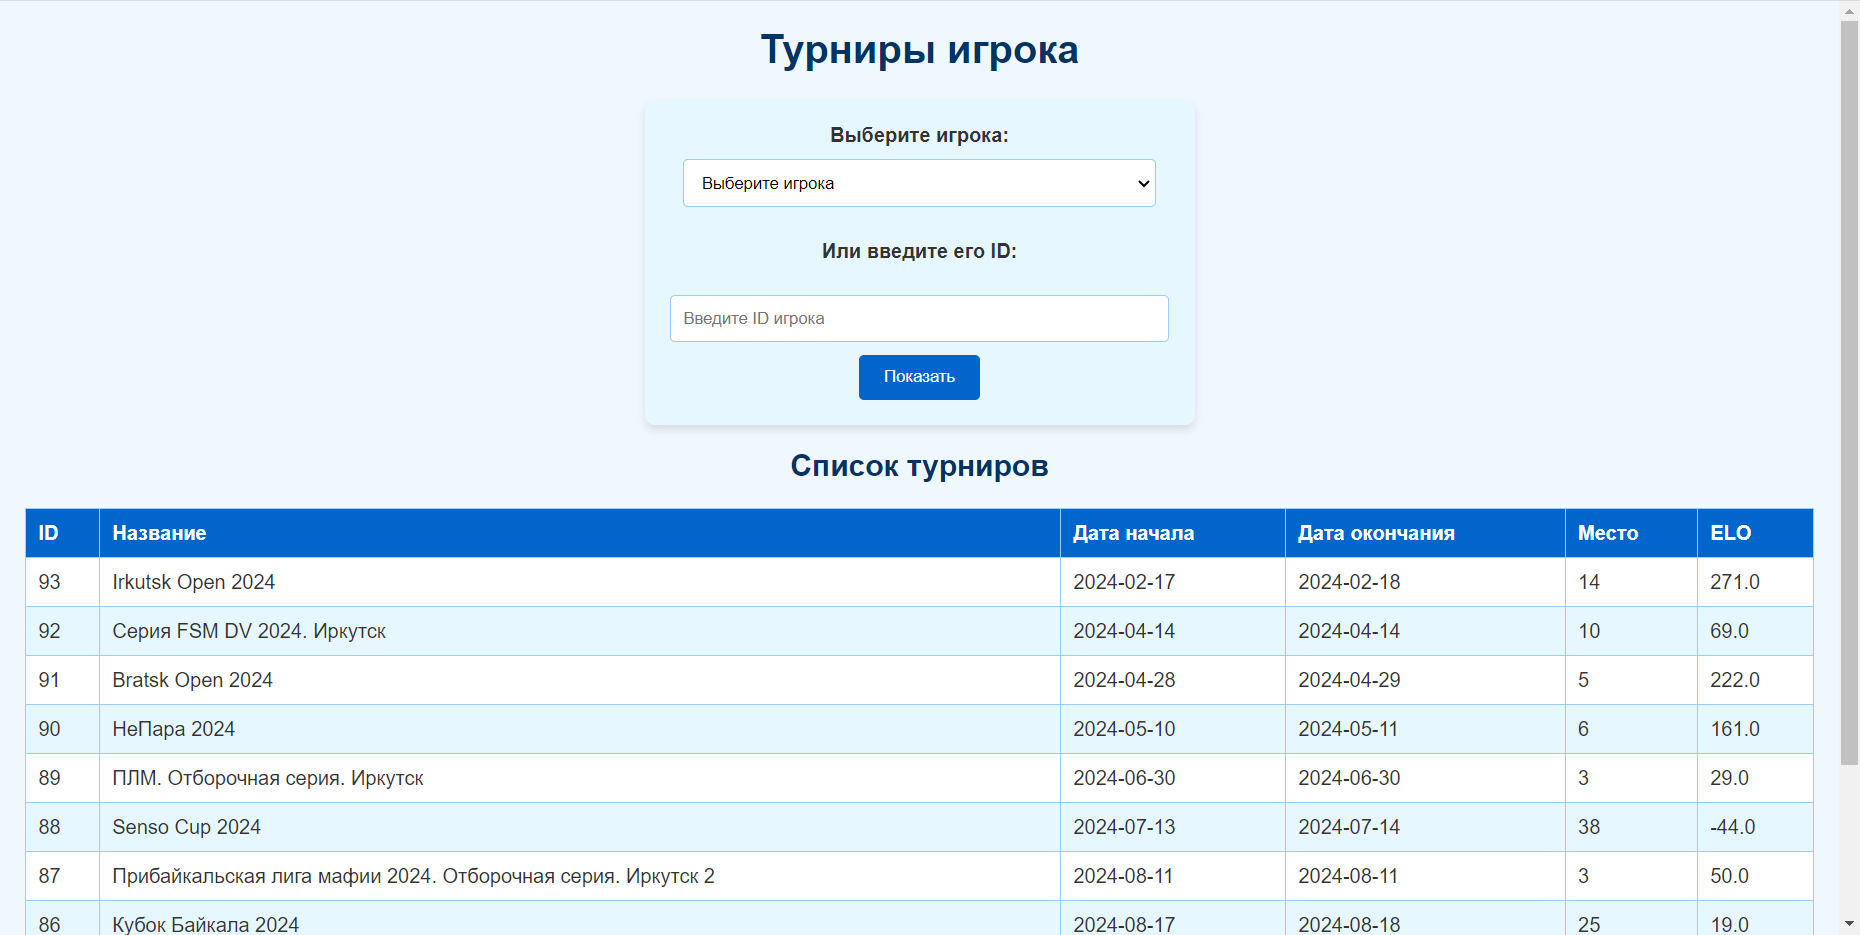 Турниры игрока
Выберите игрока:
Выберите игрока
Или введите его ID:
Введите ID игрока
Показать
Список турниров
ID Название Дата начала Дата окончания Место ELO
93 Irkutsk Open 2024 2024-02-17 2024-02-18 14 271.0
92 Серия FSM DV 2024. Иркутск 2024-04-14 2024-04-14 10 69.0
91 Bratsk Open 2024 2024-04-28 2024-04-29 5 222.0
90 НеПара 2024 2024-05-10 2024-05-11 6 161.0
89 ПЛМ. Отборочная серия. Иркутск 2024-06-30 2024-06-30 3 29.0
88 Senso Cup 2024 2024-07-13 2024-07-14 38 -44.0
87 Прибайкальская лига мафии 2024. Отборочная серия. Иркутск 2 2024-08-11 2024-08-11 3 50.0
86 Кубок Байкала 2024 2024-08-17 2024-08-18 25 19.0